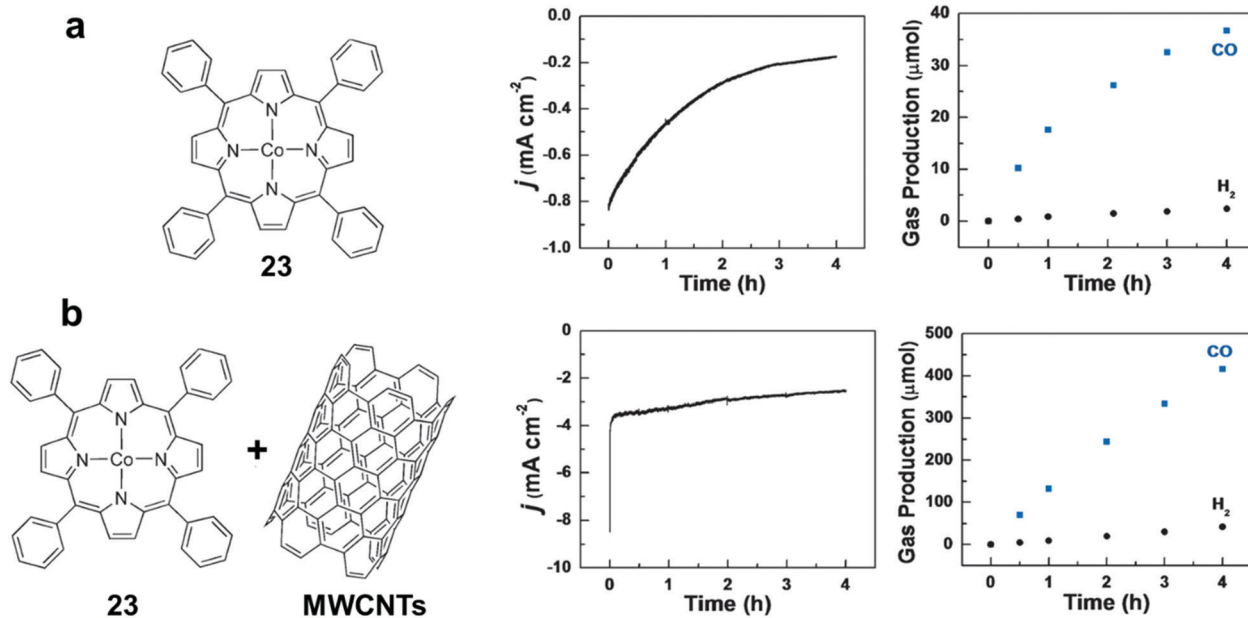 a
N
N
Co
N
N
23
0.0
-0.2
-0.4
-0.6
-0.8
-1.0
j (mA cm⁻²)
0 1 2 3 4
Time (h)
40
30
20
10
0
Gas Production (μmol)
CO
H₂
0 1 2 3 4
Time (h)
b
N
N
Co
N
N
23
+
MWCNTs
0
-2
-4
-6
-8
-10
j (mA cm⁻²)
0 1 2 3 4
Time (h)
500
400
300
200
100
0
Gas Production (μmol)
CO
H₂
0 1 2 3 4
Time (h)